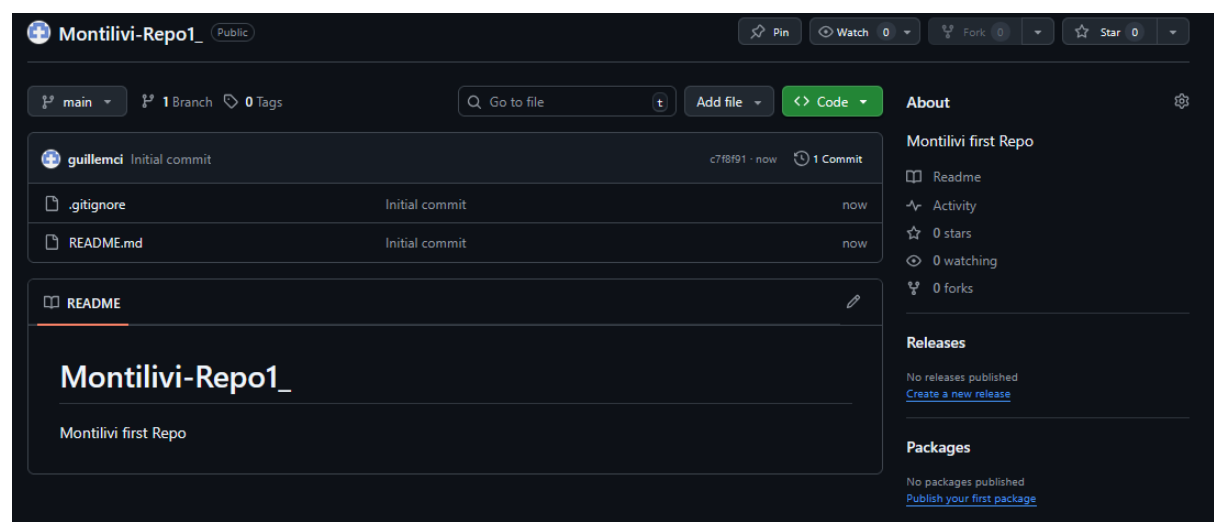 Montilivi-Repo1_ Public Pin Watch 0 Fork 0 Star 0
main 1 Branch 0 Tags Go to file t Add file <> Code
guillemci Initial commit c7f8f91 · now 1 Commit
.gitignore Initial commit now
README.md Initial commit now
README
Montilivi-Repo1_
Montilivi first Repo
About
Montilivi first Repo
Readme
Activity
0 stars
0 watching
0 forks
Releases
No releases published
Create a new release
Packages
No packages published
Publish your first package